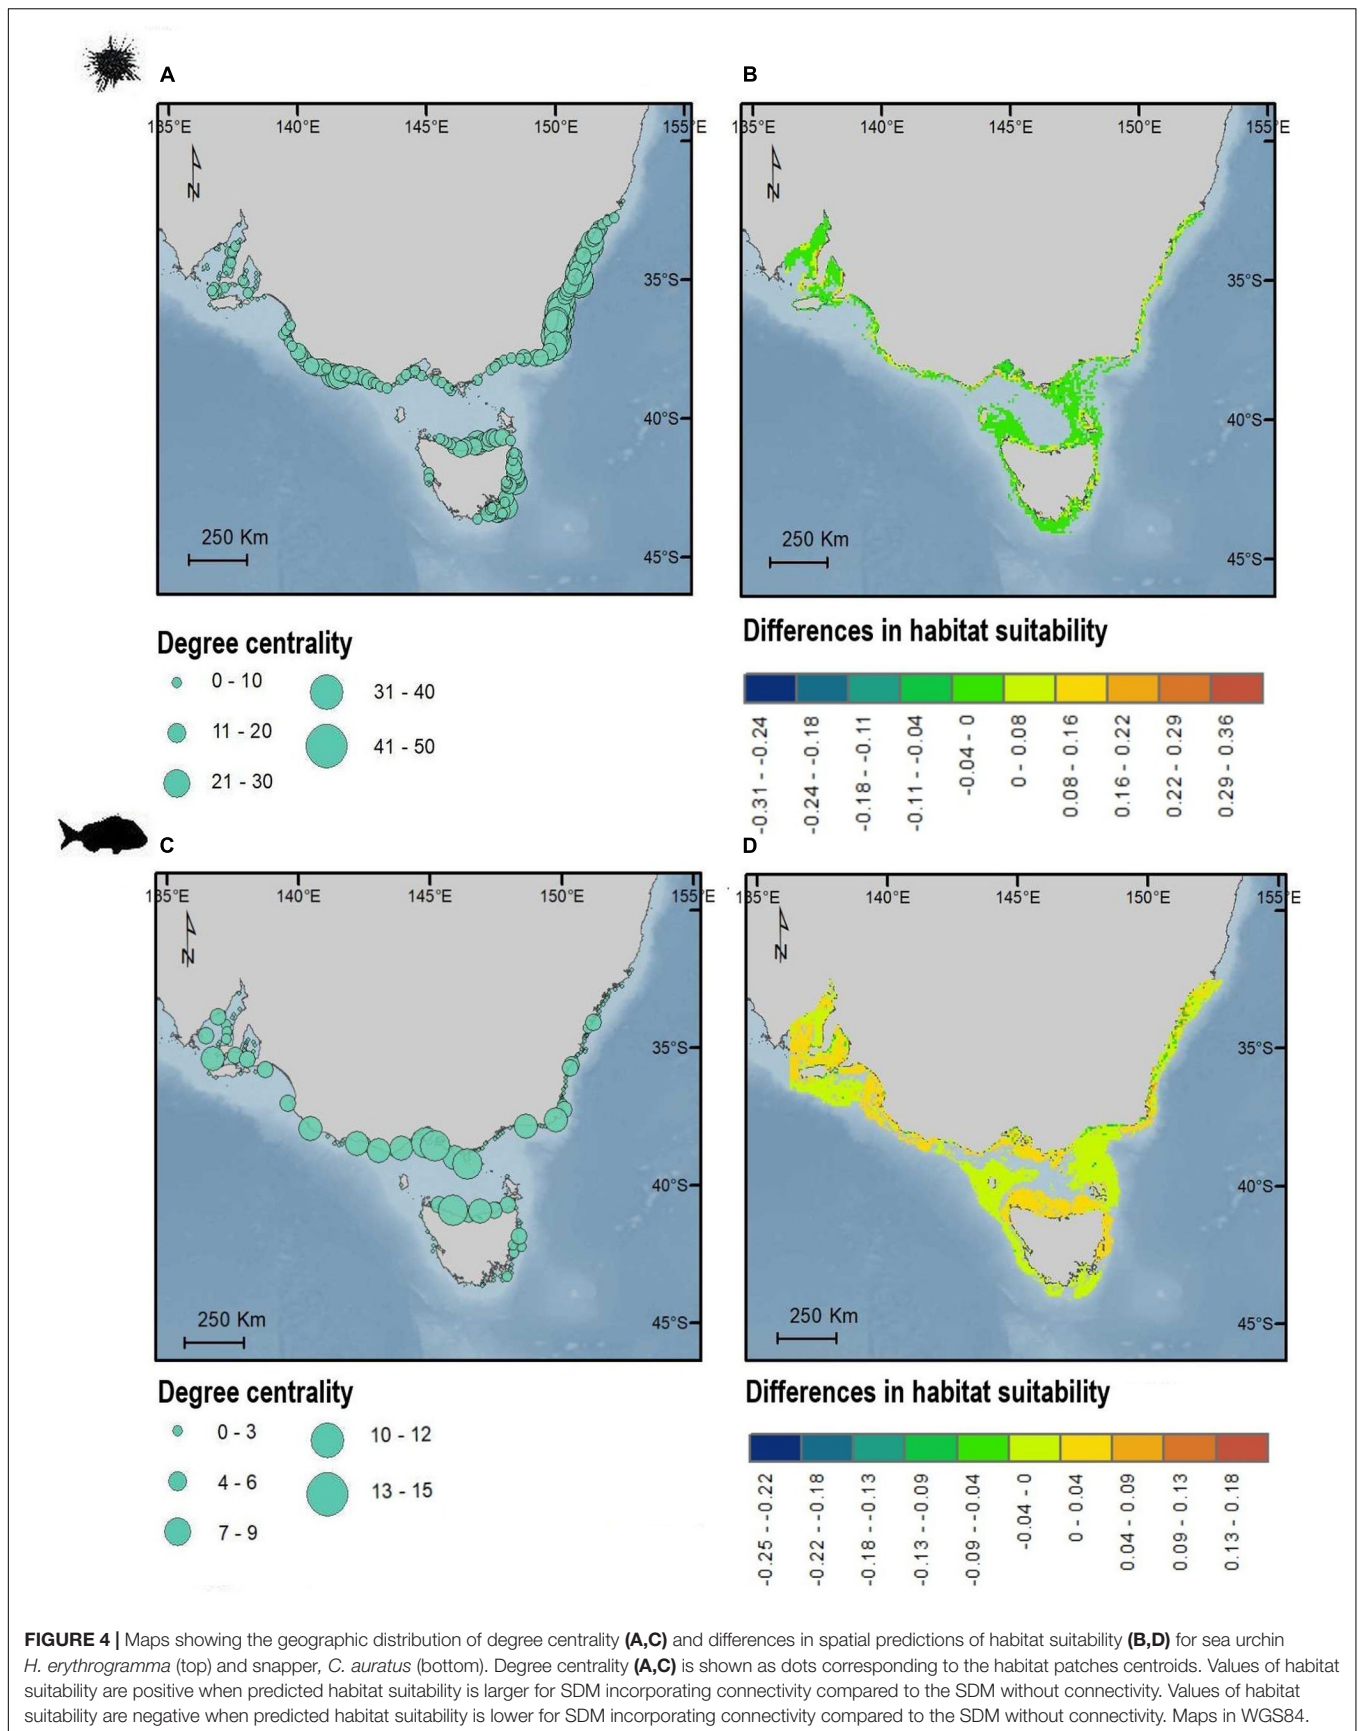 A
B
135°E 140°E 145°E 150°E 155°E
135°E 140°E 145°E 150°E 155°E
N
N
35°S
35°S
40°S
40°S
250 Km
250 Km
45°S
45°S
Degree centrality
0 - 10
11 - 20
21 - 30
31 - 40
41 - 50
Differences in habitat suitability
-0.31 - -0.24
-0.24 - -0.18
-0.18 - -0.11
-0.11 - -0.04
-0.04 - 0
0 - 0.08
0.08 - 0.16
0.16 - 0.22
0.22 - 0.29
0.29 - 0.36
C
D
135°E 140°E 145°E 150°E 155°E
135°E 140°E 145°E 150°E 155°E
N
N
35°S
35°S
40°S
40°S
250 Km
250 Km
45°S
45°S
Degree centrality
0 - 3
4 - 6
7 - 9
10 - 12
13 - 15
Differences in habitat suitability
-0.25 - -0.22
-0.22 - -0.18
-0.18 - -0.13
-0.13 - -0.09
-0.09 - -0.04
-0.04 - 0
0 - 0.04
0.04 - 0.09
0.09 - 0.13
0.13 - 0.18
FIGURE 4 | Maps showing the geographic distribution of degree centrality (A,C) and differences in spatial predictions of habitat suitability (B,D) for sea urchin
H. erythrogramma (top) and snapper, C. auratus (bottom). Degree centrality (A,C) is shown as dots corresponding to the habitat patches centroids. Values of habitat
suitability are positive when predicted habitat suitability is larger for SDM incorporating connectivity compared to the SDM without connectivity. Values of habitat
suitability are negative when predicted habitat suitability is lower for SDM incorporating connectivity compared to the SDM without connectivity. Maps in WGS84.